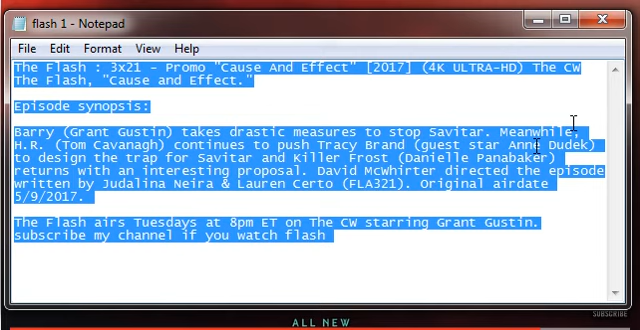 flash 1 - Notepad
File Edit Format View Help
The Flash : 3x21 - Promo "Cause And Effect" [2017] (4K ULTRA-HD) The CW
The Flash, "Cause and Effect."
Episode synopsis:
Barry (Grant Gustin) takes drastic measures to stop Savitar. Meanwhile,
H.R. (Tom Cavanagh) continues to push Tracy Brand (guest star Anne Dudek)
to design the trap for Savitar and Killer Frost (Danielle Panabaker)
returns with an interesting proposal. David McWhirter directed the episode
written by Judalina Neira & Lauren Certo (FLA321). Original airdate
5/9/2017.
The Flash airs Tuesdays at 8pm ET on The CW starring Grant Gustin.
subscribe my channel if you watch flash
SUBSCRIBE
ALL NEW